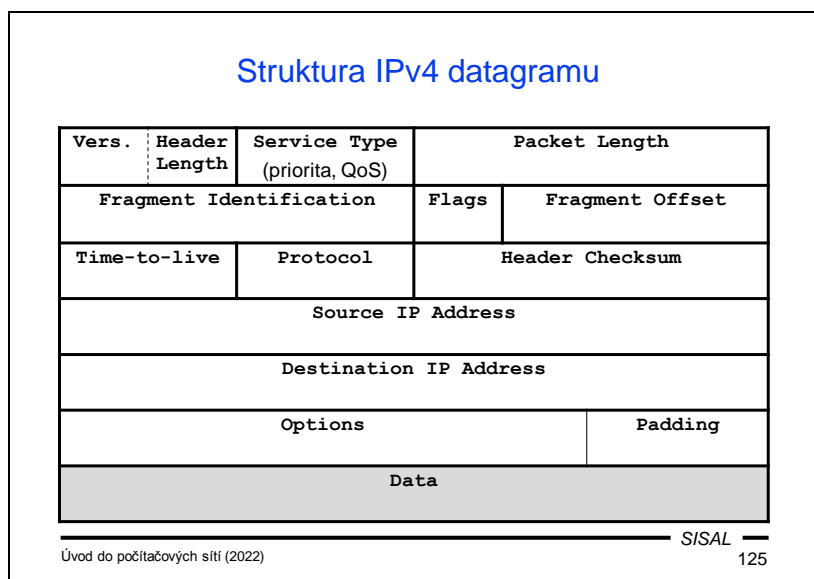 Struktura IPv4 datagramu
Vers. Header Length Service Type (priorita, QoS) Packet Length
Fragment Identification Flags Fragment Offset
Time-to-live Protocol Header Checksum
Source IP Address
Destination IP Address
Options Padding
Data
SISAL
Úvod do počítačových sítí (2022) 125